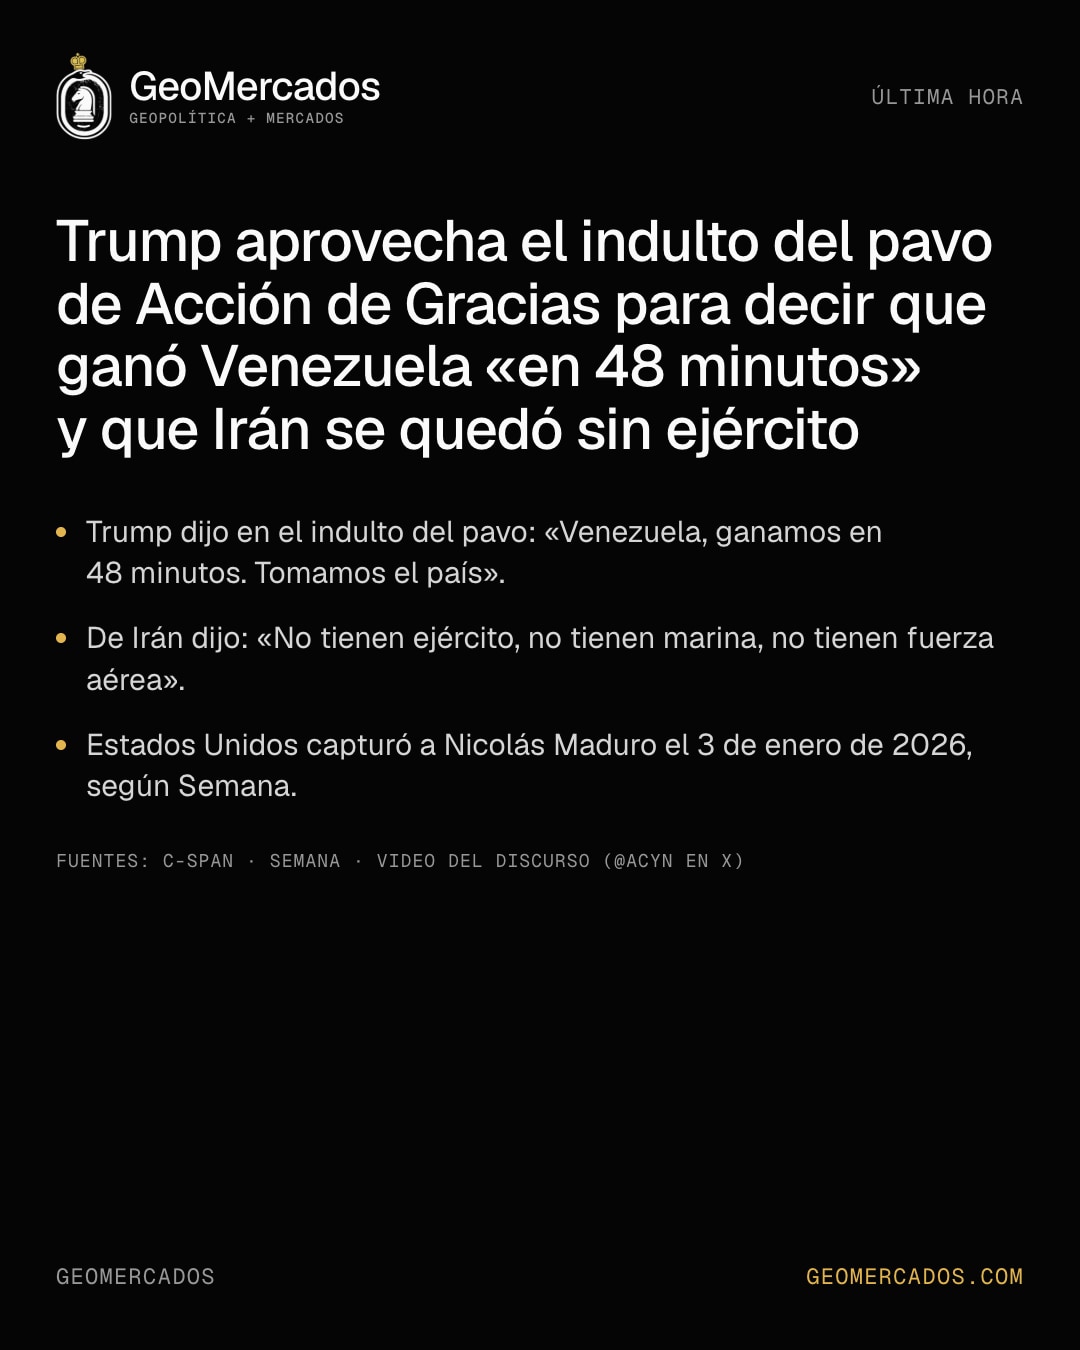 GeoMercados
GEOPOLÍTICA + MERCADOS
ÚLTIMA HORA
Trump aprovecha el indulto del pavo
de Acción de Gracias para decir que
ganó Venezuela «en 48 minutos»
y que Irán se quedó sin ejército
• Trump dijo en el indulto del pavo: «Venezuela, ganamos en
48 minutos. Tomamos el país».
• De Irán dijo: «No tienen ejército, no tienen marina, no tienen fuerza
aérea».
• Estados Unidos capturó a Nicolás Maduro el 3 de enero de 2026,
según Semana.
FUENTES: C-SPAN · SEMANA · VIDEO DEL DISCURSO (@ACYN EN X)
GEOMERCADOS
GEOMERCADOS.COM